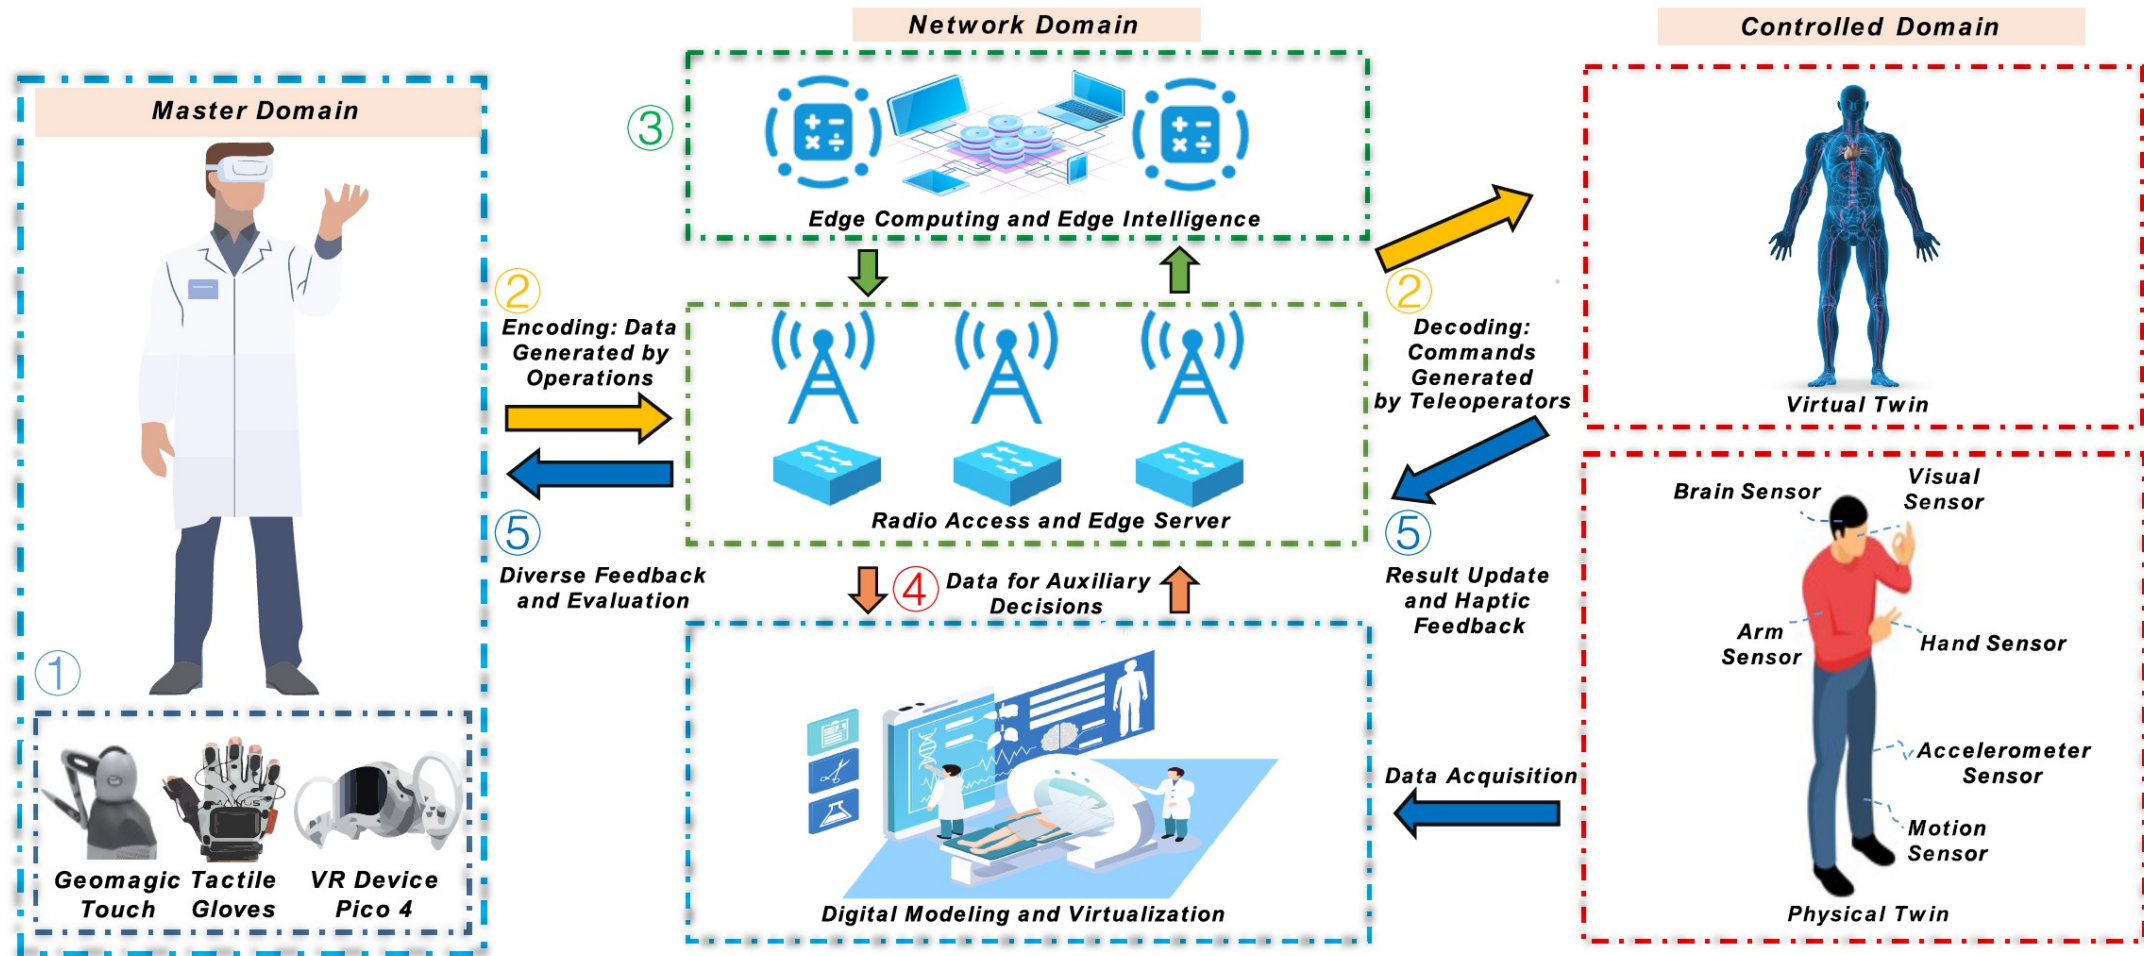 Network Domain
Controlled Domain
Master Domain
①
Geomagic
Touch
Tactile
Gloves
VR Device
Pico 4
②
Encoding: Data
Generated by
Operations
⑤
Diverse Feedback
and Evaluation
③
Edge Computing and Edge Intelligence
Radio Access and Edge Server
④
Data for Auxiliary
Decisions
Digital Modeling and Virtualization
②
Decoding:
Commands
Generated
by Teleoperators
⑤
Result Update
and Haptic
Feedback
Data Acquisition
Virtual Twin
Brain Sensor
Visual
Sensor
Arm
Sensor
Hand Sensor
Accelerometer
Sensor
Motion
Sensor
Physical Twin